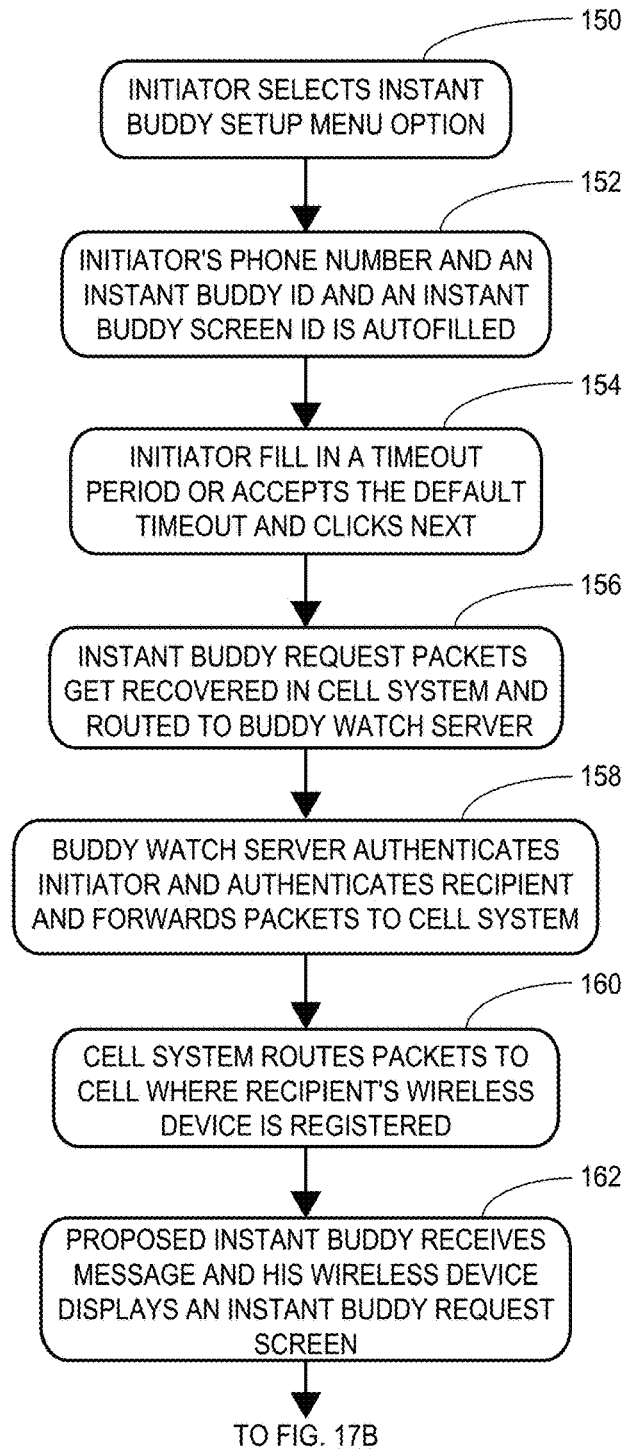 150
INITIATOR SELECTS INSTANT
BUDDY SETUP MENU OPTION
152
INITIATOR'S PHONE NUMBER AND AN
INSTANT BUDDY ID AND AN INSTANT
BUDDY SCREEN ID IS AUTOFILLED
154
INITIATOR FILL IN A TIMEOUT
PERIOD OR ACCEPTS THE DEFAULT
TIMEOUT AND CLICKS NEXT
156
INSTANT BUDDY REQUEST PACKETS
GET RECOVERED IN CELL SYSTEM AND
ROUTED TO BUDDY WATCH SERVER
158
BUDDY WATCH SERVER AUTHENTICATES
INITIATOR AND AUTHENTICATES RECIPIENT
AND FORWARDS PACKETS TO CELL SYSTEM
160
CELL SYSTEM ROUTES PACKETS TO
CELL WHERE RECIPIENT'S WIRELESS
DEVICE IS REGISTERED
162
PROPOSED INSTANT BUDDY RECEIVES
MESSAGE AND HIS WIRELESS DEVICE
DISPLAYS AN INSTANT BUDDY REQUEST
SCREEN
TO FIG. 17B